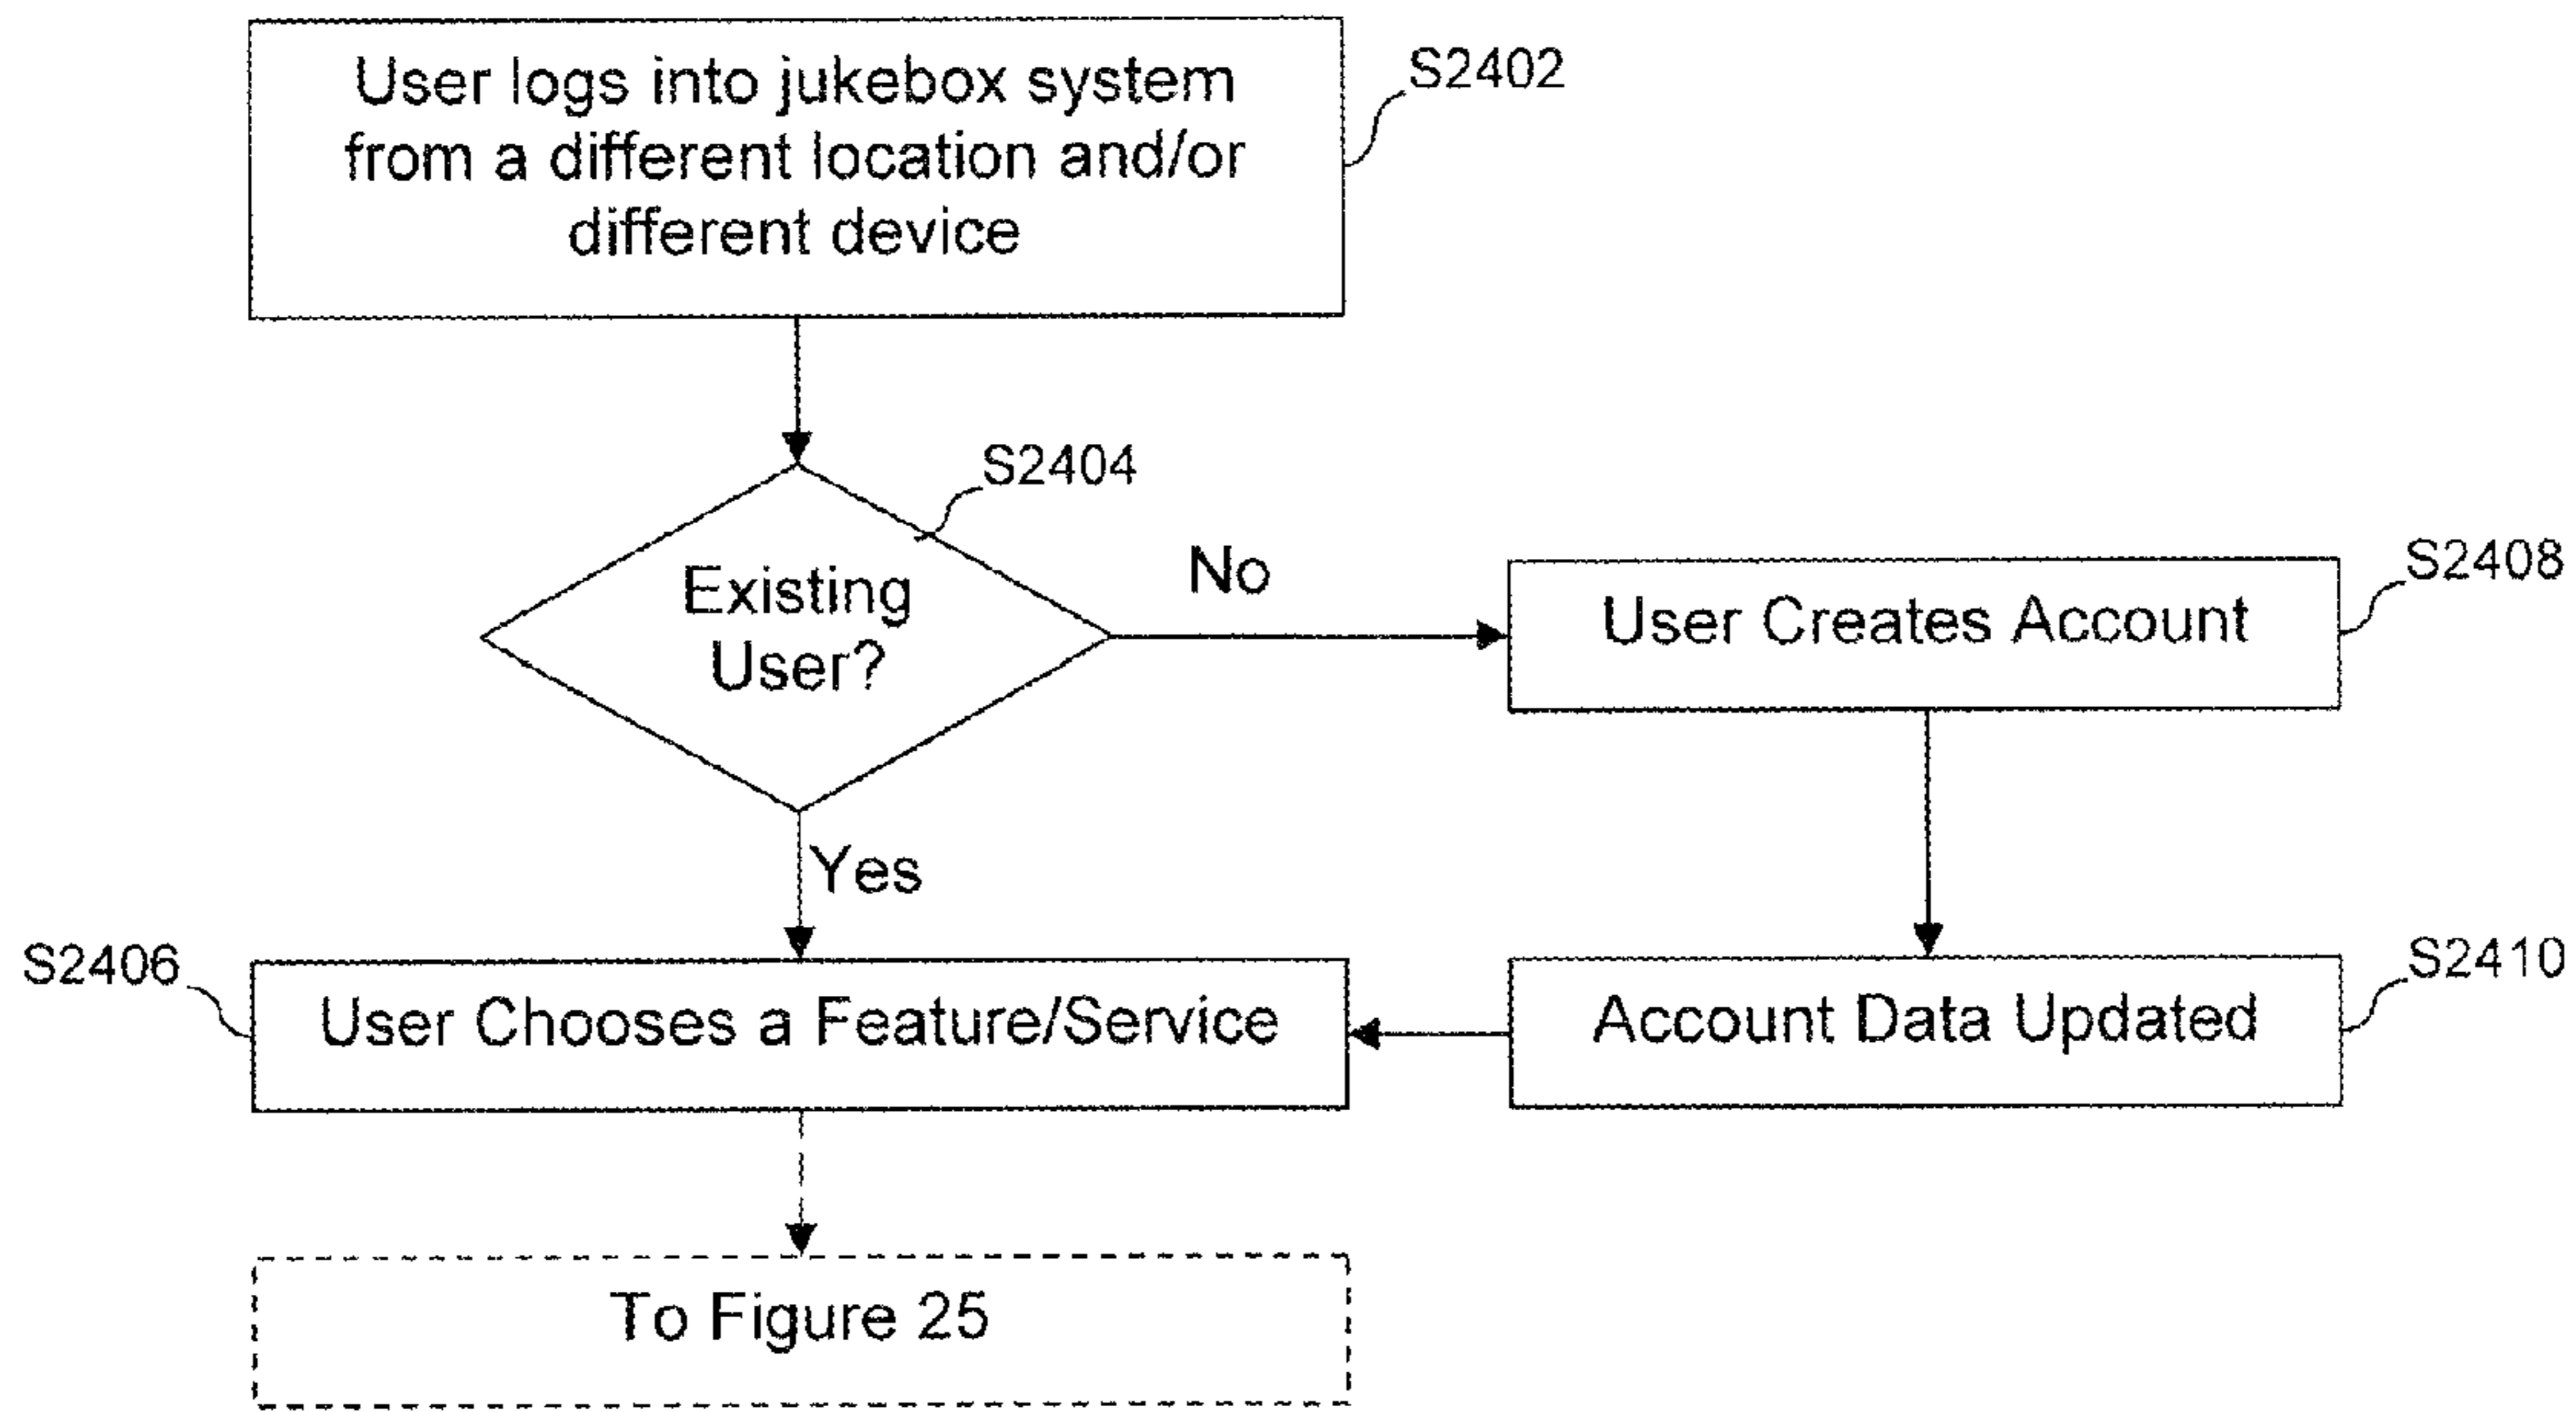 User logs into jukebox system
from a different location and/or
different device
S2402
S2404
Existing
User?
No
User Creates Account
S2408
Yes
S2406
User Chooses a Feature/Service
Account Data Updated
S2410
To Figure 25